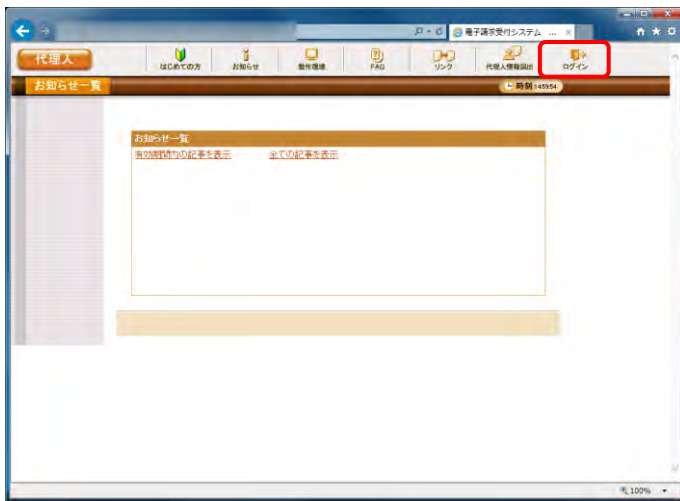 電子請求受付システム ...
代理人
はじめての方
お知らせ
動作環境
FAQ
リンク
代理人情報届出
ログイン
お知らせ一覧
時刻 14:59:54
お知らせ一覧
有効期間内の記事を表示 全ての記事を表示
100%